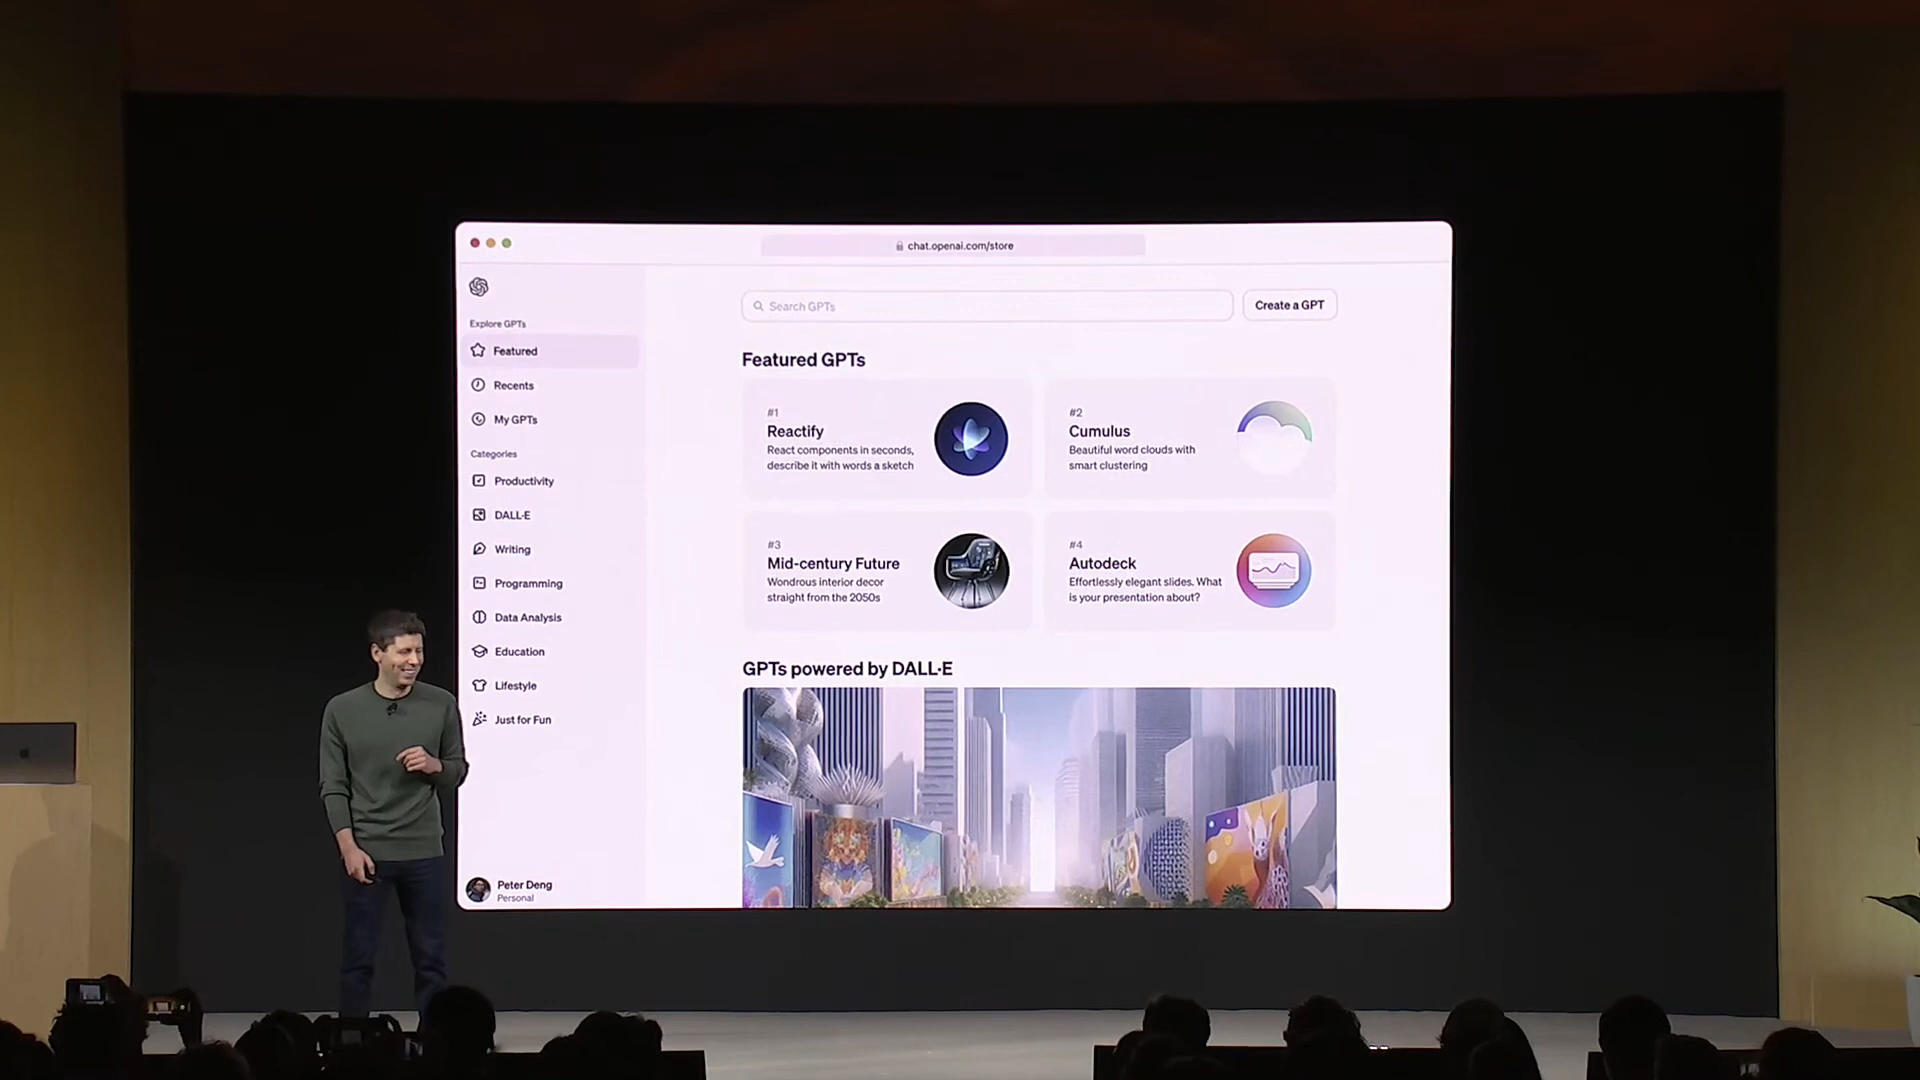 chat.openai.com/store
Search GPTs
Create a GPT
Explore GPTs
Featured
Recents
My GPTs
Categories
Productivity
DALL·E
Writing
Programming
Data Analysis
Education
Lifestyle
Just for Fun
Peter Deng
Personal
Featured GPTs
#1
Reactify
React components in seconds,
describe it with words a sketch
#2
Cumulus
Beautiful word clouds with
smart clustering
#3
Mid-century Future
Wondrous interior decor
straight from the 2050s
#4
Autodeck
Effortlessly elegant slides. What
is your presentation about?
GPTs powered by DALL·E